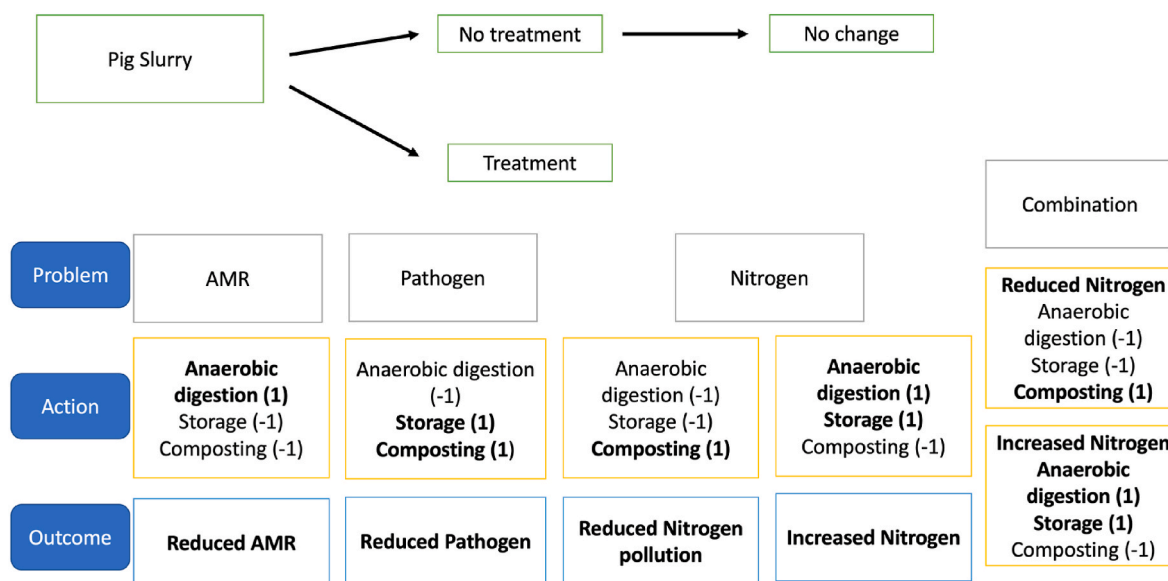 Pig Slurry
No treatment
No change
Treatment
Combination
Problem
AMR
Pathogen
Nitrogen
Action
Anaerobic
digestion (1)
Storage (-1)
Composting (-1)
Anaerobic digestion
(-1)
Storage (1)
Composting (1)
Anaerobic
digestion (-1)
Storage (-1)
Composting (1)
Anaerobic
digestion (1)
Storage (1)
Composting (-1)
Reduced Nitrogen
Anaerobic
digestion (-1)
Storage (-1)
Composting (1)
Increased Nitrogen
Anaerobic
digestion (1)
Storage (1)
Composting (-1)
Outcome
Reduced AMR
Reduced Pathogen
Reduced Nitrogen
pollution
Increased Nitrogen